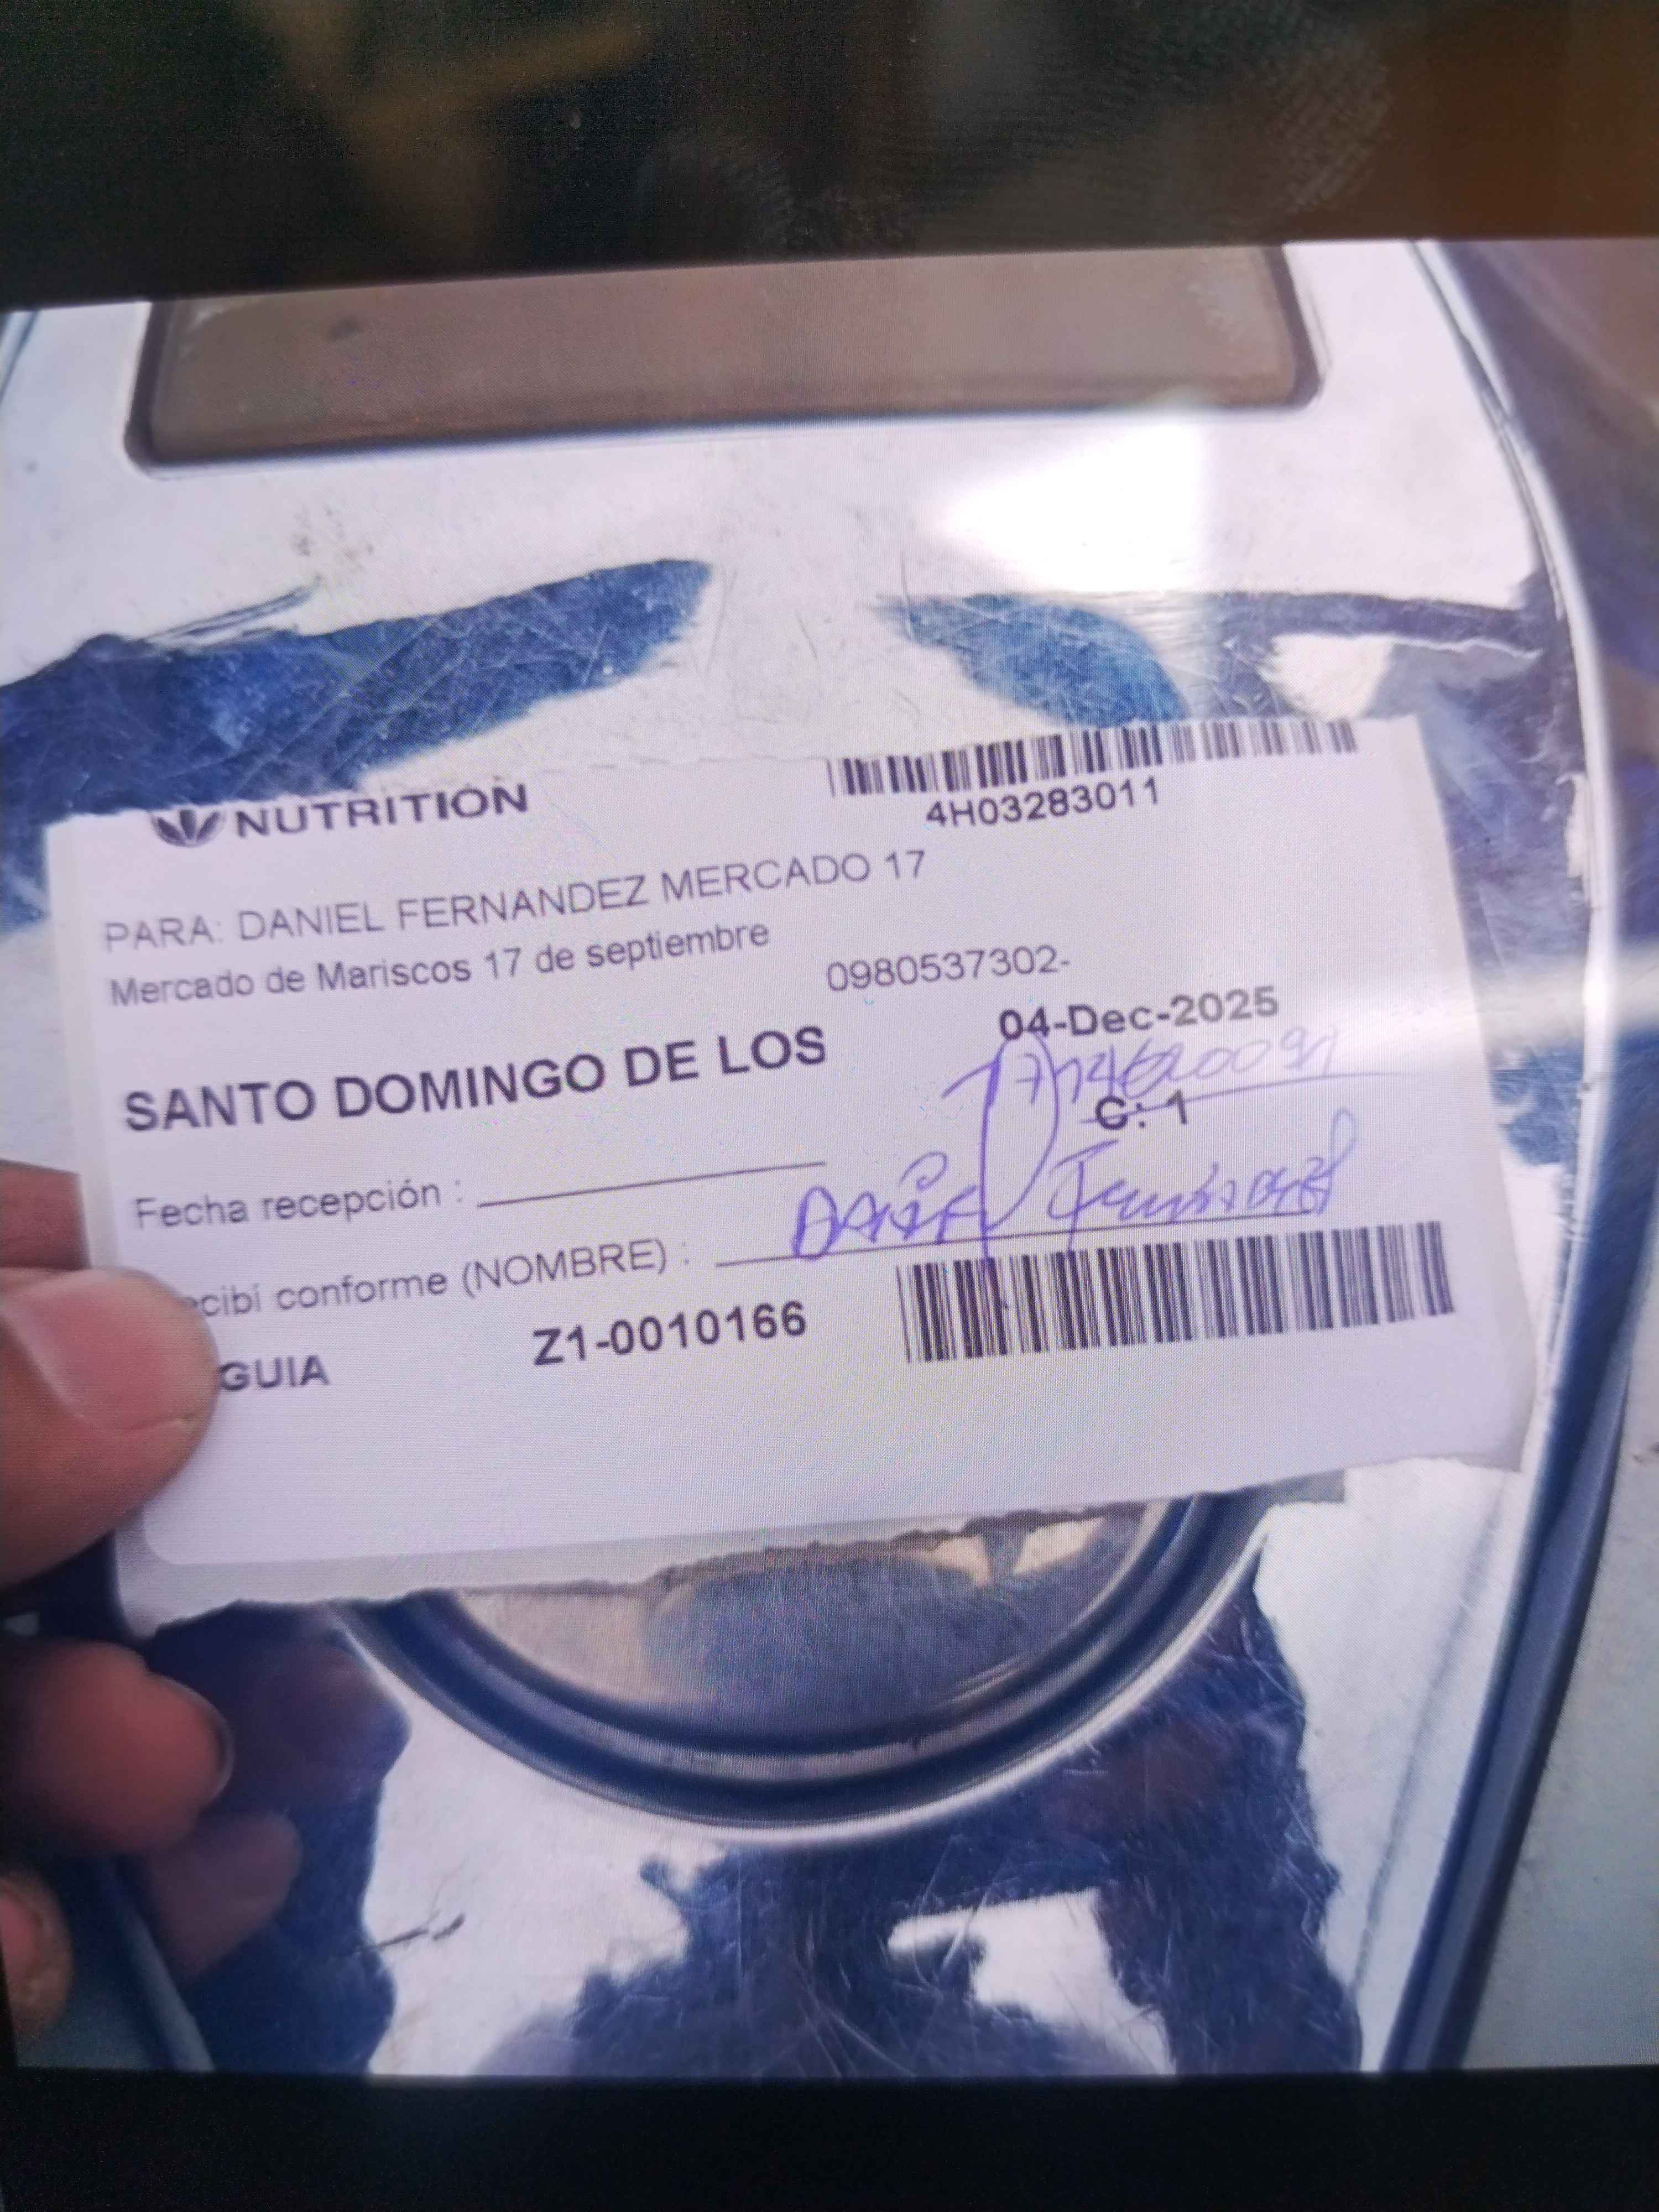 NUTRITION
4H03283011
PARA: DANIEL FERNANDEZ MERCADO 17
Mercado de Mariscos 17 de septiembre
0980537302-
SANTO DOMINGO DE LOS
04-Dec-2025
C: 1
Fecha recepción :
cibí conforme (NOMBRE) :
GUIA
Z1-0010166